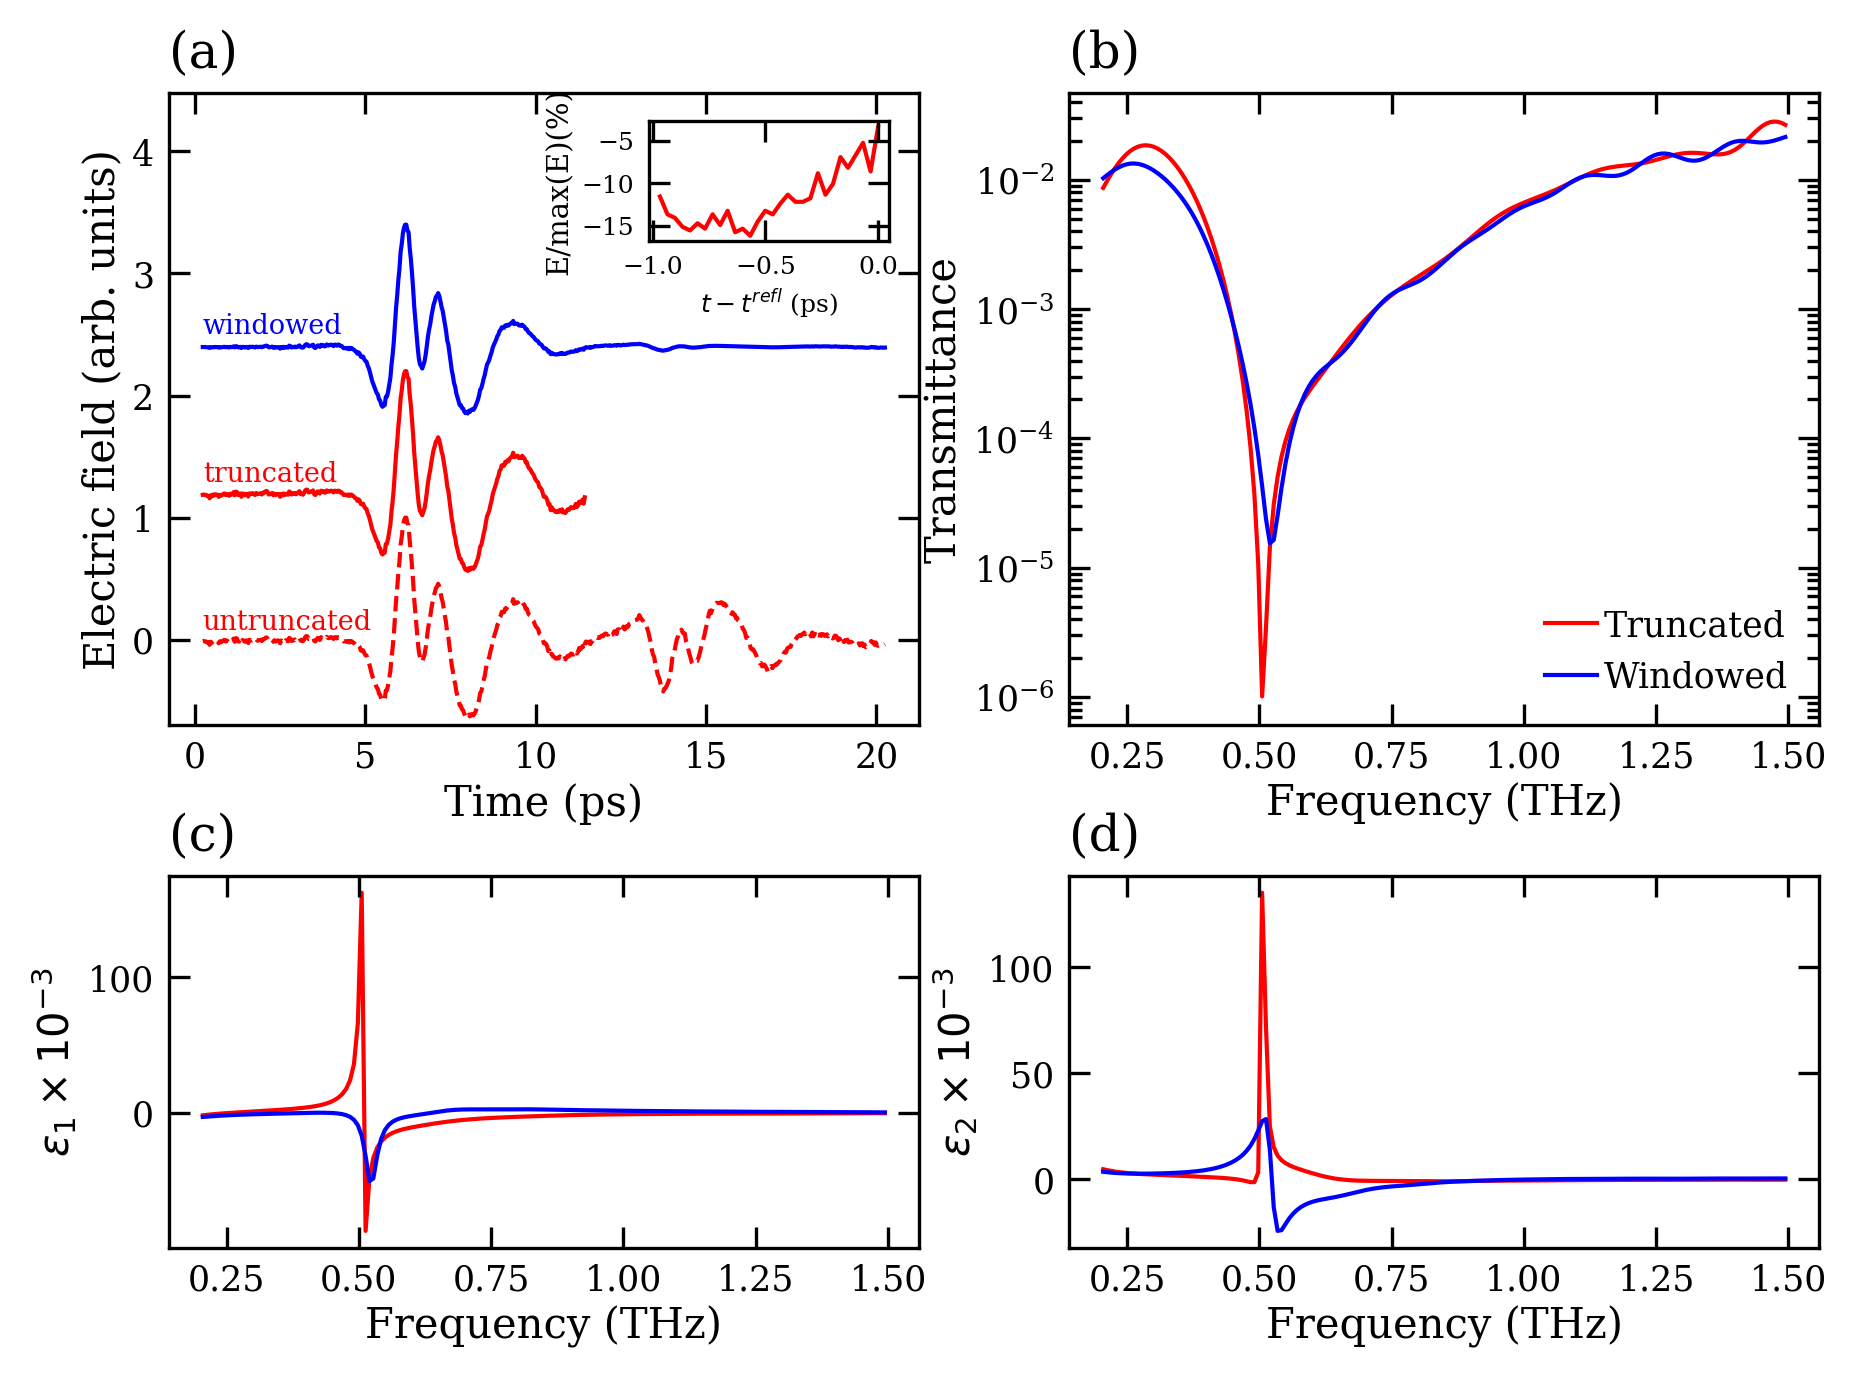 (a)
Electric field (arb. units)
4
3
2
1
0
windowed
truncated
untruncated
E/max(E)(%)
−5
−10
−15
−1.0 −0.5 0.0
t − t^{refl} (ps)
0 5 10 15 20
Time (ps)
(b)
Transmittance
10^{−2}
10^{−3}
10^{−4}
10^{−5}
10^{−6}
Truncated
Windowed
0.25 0.50 0.75 1.00 1.25 1.50
Frequency (THz)
(c)
ε_1 × 10^{−3}
100
0
0.25 0.50 0.75 1.00 1.25 1.50
Frequency (THz)
(d)
ε_2 × 10^{−3}
100
50
0
0.25 0.50 0.75 1.00 1.25 1.50
Frequency (THz)